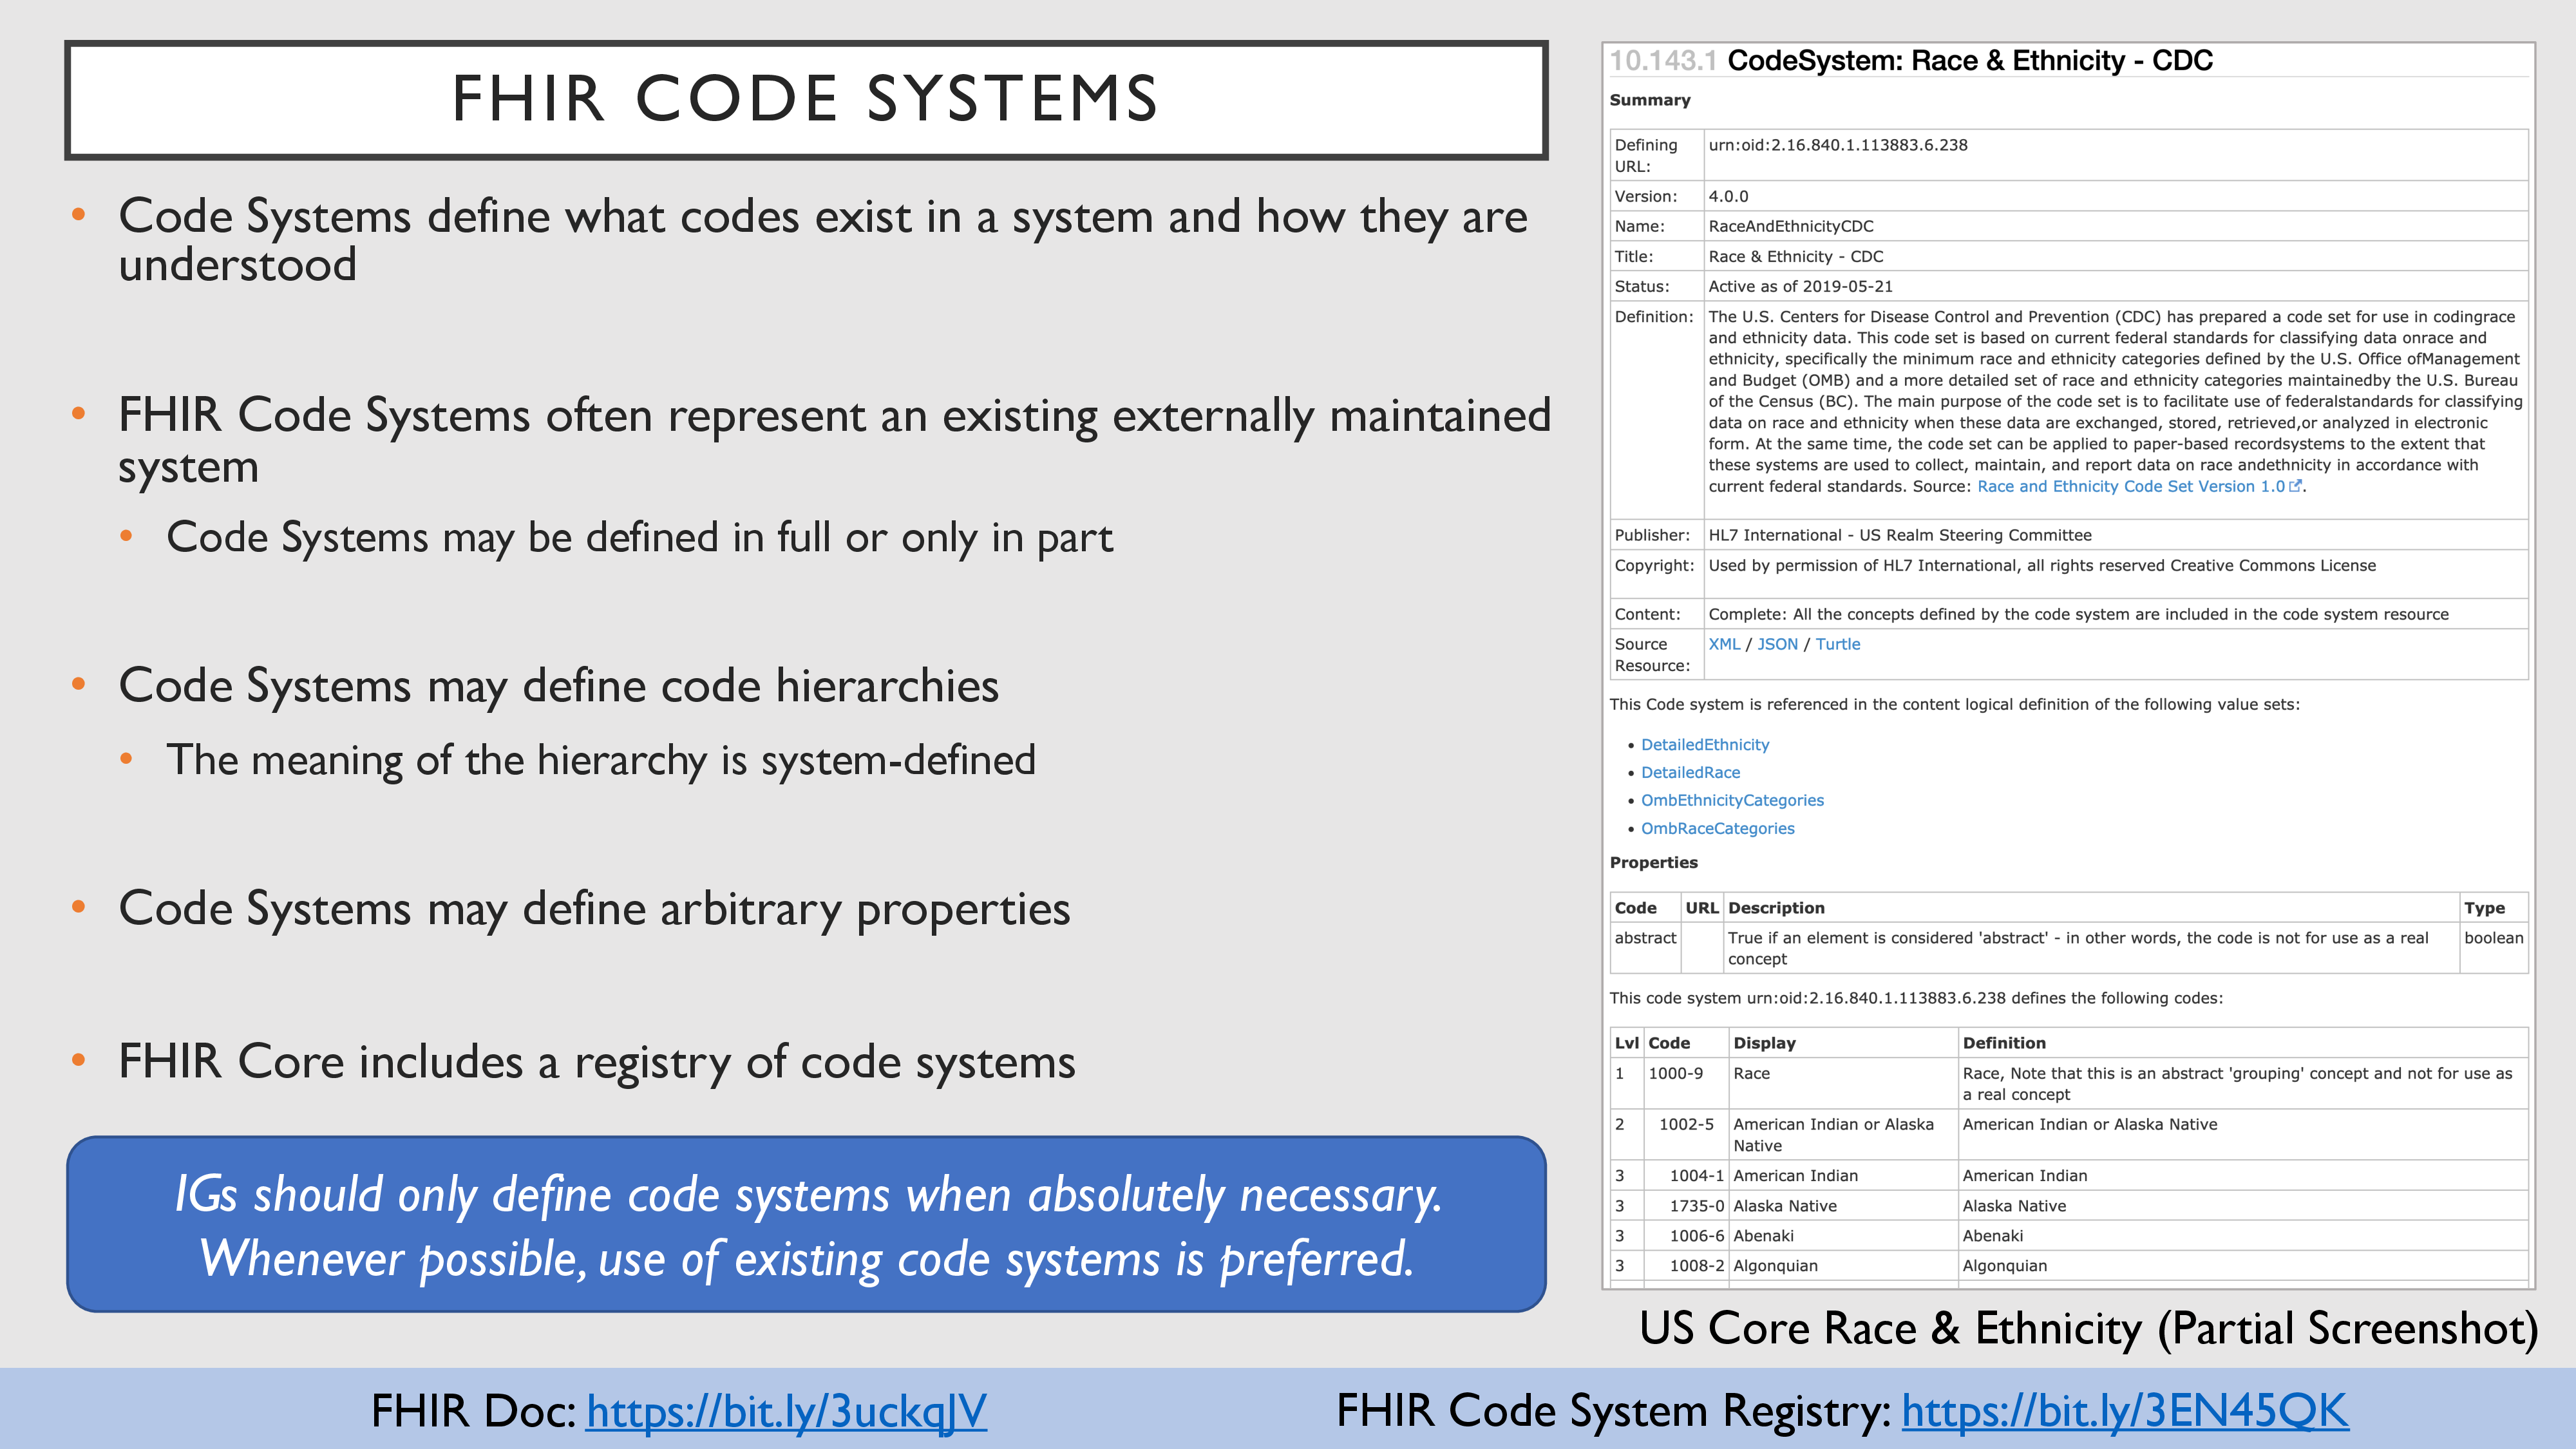 FHIR CODE SYSTEMS
• Code Systems define what codes exist in a system and how they are
understood
• FHIR Code Systems often represent an existing externally maintained
system
• Code Systems may be defined in full or only in part
• Code Systems may define code hierarchies
• The meaning of the hierarchy is system-defined
• Code Systems may define arbitrary properties
• FHIR Core includes a registry of code systems
IGs should only define code systems when absolutely necessary.
Whenever possible, use of existing code systems is preferred.
10.143.1 CodeSystem: Race & Ethnicity - CDC
Summary
Defining URL: urn:oid:2.16.840.1.113883.6.238
Version: 4.0.0
Name: RaceAndEthnicityCDC
Title: Race & Ethnicity - CDC
Status: Active as of 2019-05-21
Definition: The U.S. Centers for Disease Control and Prevention (CDC) has prepared a code set for use in codingrace
and ethnicity data. This code set is based on current federal standards for classifying data onrace and
ethnicity, specifically the minimum race and ethnicity categories defined by the U.S. Office ofManagement
and Budget (OMB) and a more detailed set of race and ethnicity categories maintainedby the U.S. Bureau
of the Census (BC). The main purpose of the code set is to facilitate use of federalstandards for classifying
data on race and ethnicity when these data are exchanged, stored, retrieved,or analyzed in electronic
form. At the same time, the code set can be applied to paper-based recordsystems to the extent that
these systems are used to collect, maintain, and report data on race andethnicity in accordance with
current federal standards. Source: Race and Ethnicity Code Set Version 1.0.
Publisher: HL7 International - US Realm Steering Committee
Copyright: Used by permission of HL7 International, all rights reserved Creative Commons License
Content: Complete: All the concepts defined by the code system are included in the code system resource
Source Resource: XML / JSON / Turtle
This Code system is referenced in the content logical definition of the following value sets:
• DetailedEthnicity
• DetailedRace
• OmbEthnicityCategories
• OmbRaceCategories
Properties
Code URL Description Type
abstract True if an element is considered 'abstract' - in other words, the code is not for use as a real boolean
concept
This code system urn:oid:2.16.840.1.113883.6.238 defines the following codes:
Lvl Code Display Definition
1 1000-9 Race Race, Note that this is an abstract 'grouping' concept and not for use as
a real concept
2 1002-5 American Indian or Alaska Native American Indian or Alaska Native
3 1004-1 American Indian American Indian
3 1735-0 Alaska Native Alaska Native
3 1006-6 Abenaki Abenaki
3 1008-2 Algonquian Algonquian
US Core Race & Ethnicity (Partial Screenshot)
FHIR Doc: https://bit.ly/3uckqJV
FHIR Code System Registry: https://bit.ly/3EN45QK